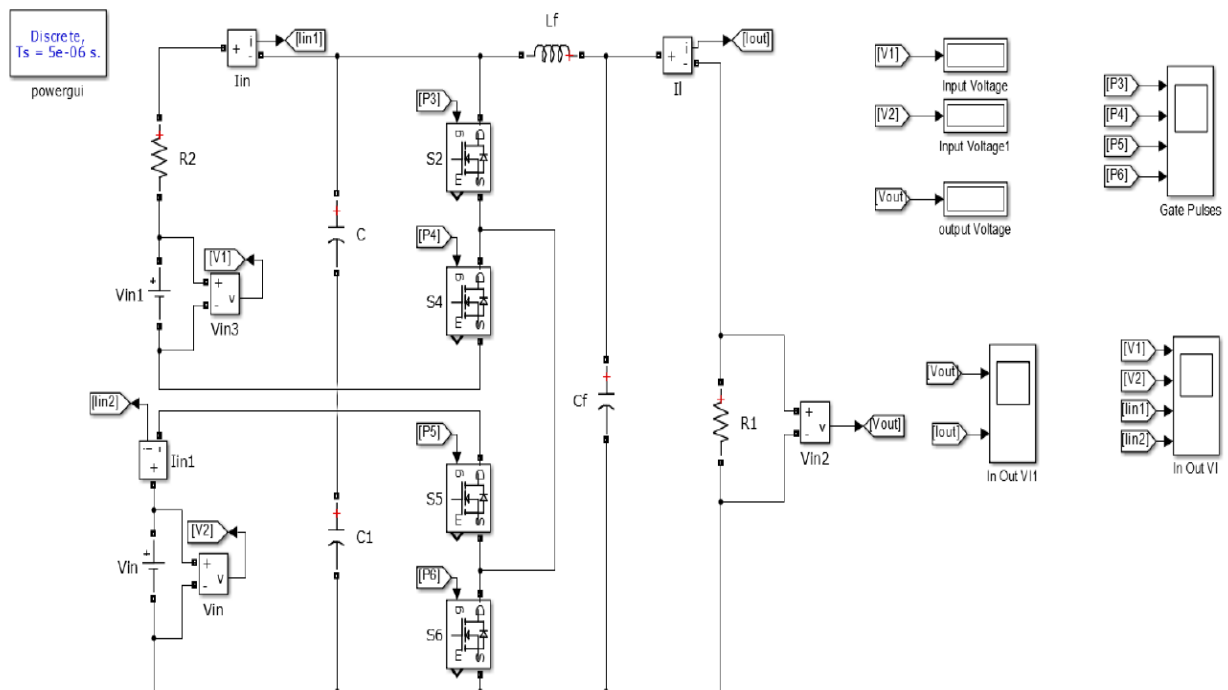 Discrete,
Ts = 5e-06 s.
powergui
[Iin1]
Iin
R2
[V1]
Vin1
Vin3
[Iin2]
Iin1
[V2]
Vin
Vin
C
C1
Lf
[P3]
S2
[P4]
S4
[P5]
S5
[P6]
S6
Cf
[Iout]
Il
R1
[Vout]
Vin2
[V1]
Input Voltage
[V2]
Input Voltage1
[Vout]
output Voltage
[P3]
[P4]
[P5]
[P6]
Gate Pulses
[Vout]
[Iout]
In Out VI1
[V1]
[V2]
[Iin1]
[Iin2]
In Out VI